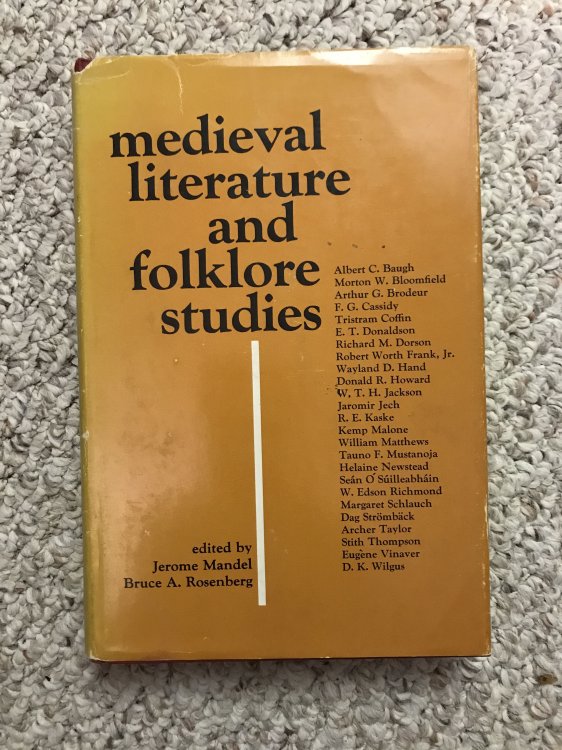 medieval
literature
and
folklore
studies
Albert C. Baugh
Morton W. Bloomfield
Arthur G. Brodeur
F. G. Cassidy
Tristram Coffin
E. T. Donaldson
Richard M. Dorson
Robert Worth Frank, Jr.
Wayland D. Hand
Donald R. Howard
W. T. H. Jackson
Jaromir Jech
R. E. Kaske
Kemp Malone
William Matthews
Tauno F. Mustanoja
Helaine Newstead
Seán O'Súilleabháin
W. Edson Richmond
Margaret Schlauch
Dag Strömbäck
Archer Taylor
Stith Thompson
Eugène Vinaver
D. K. Wilgus
edited by
Jerome Mandel
Bruce A. Rosenberg